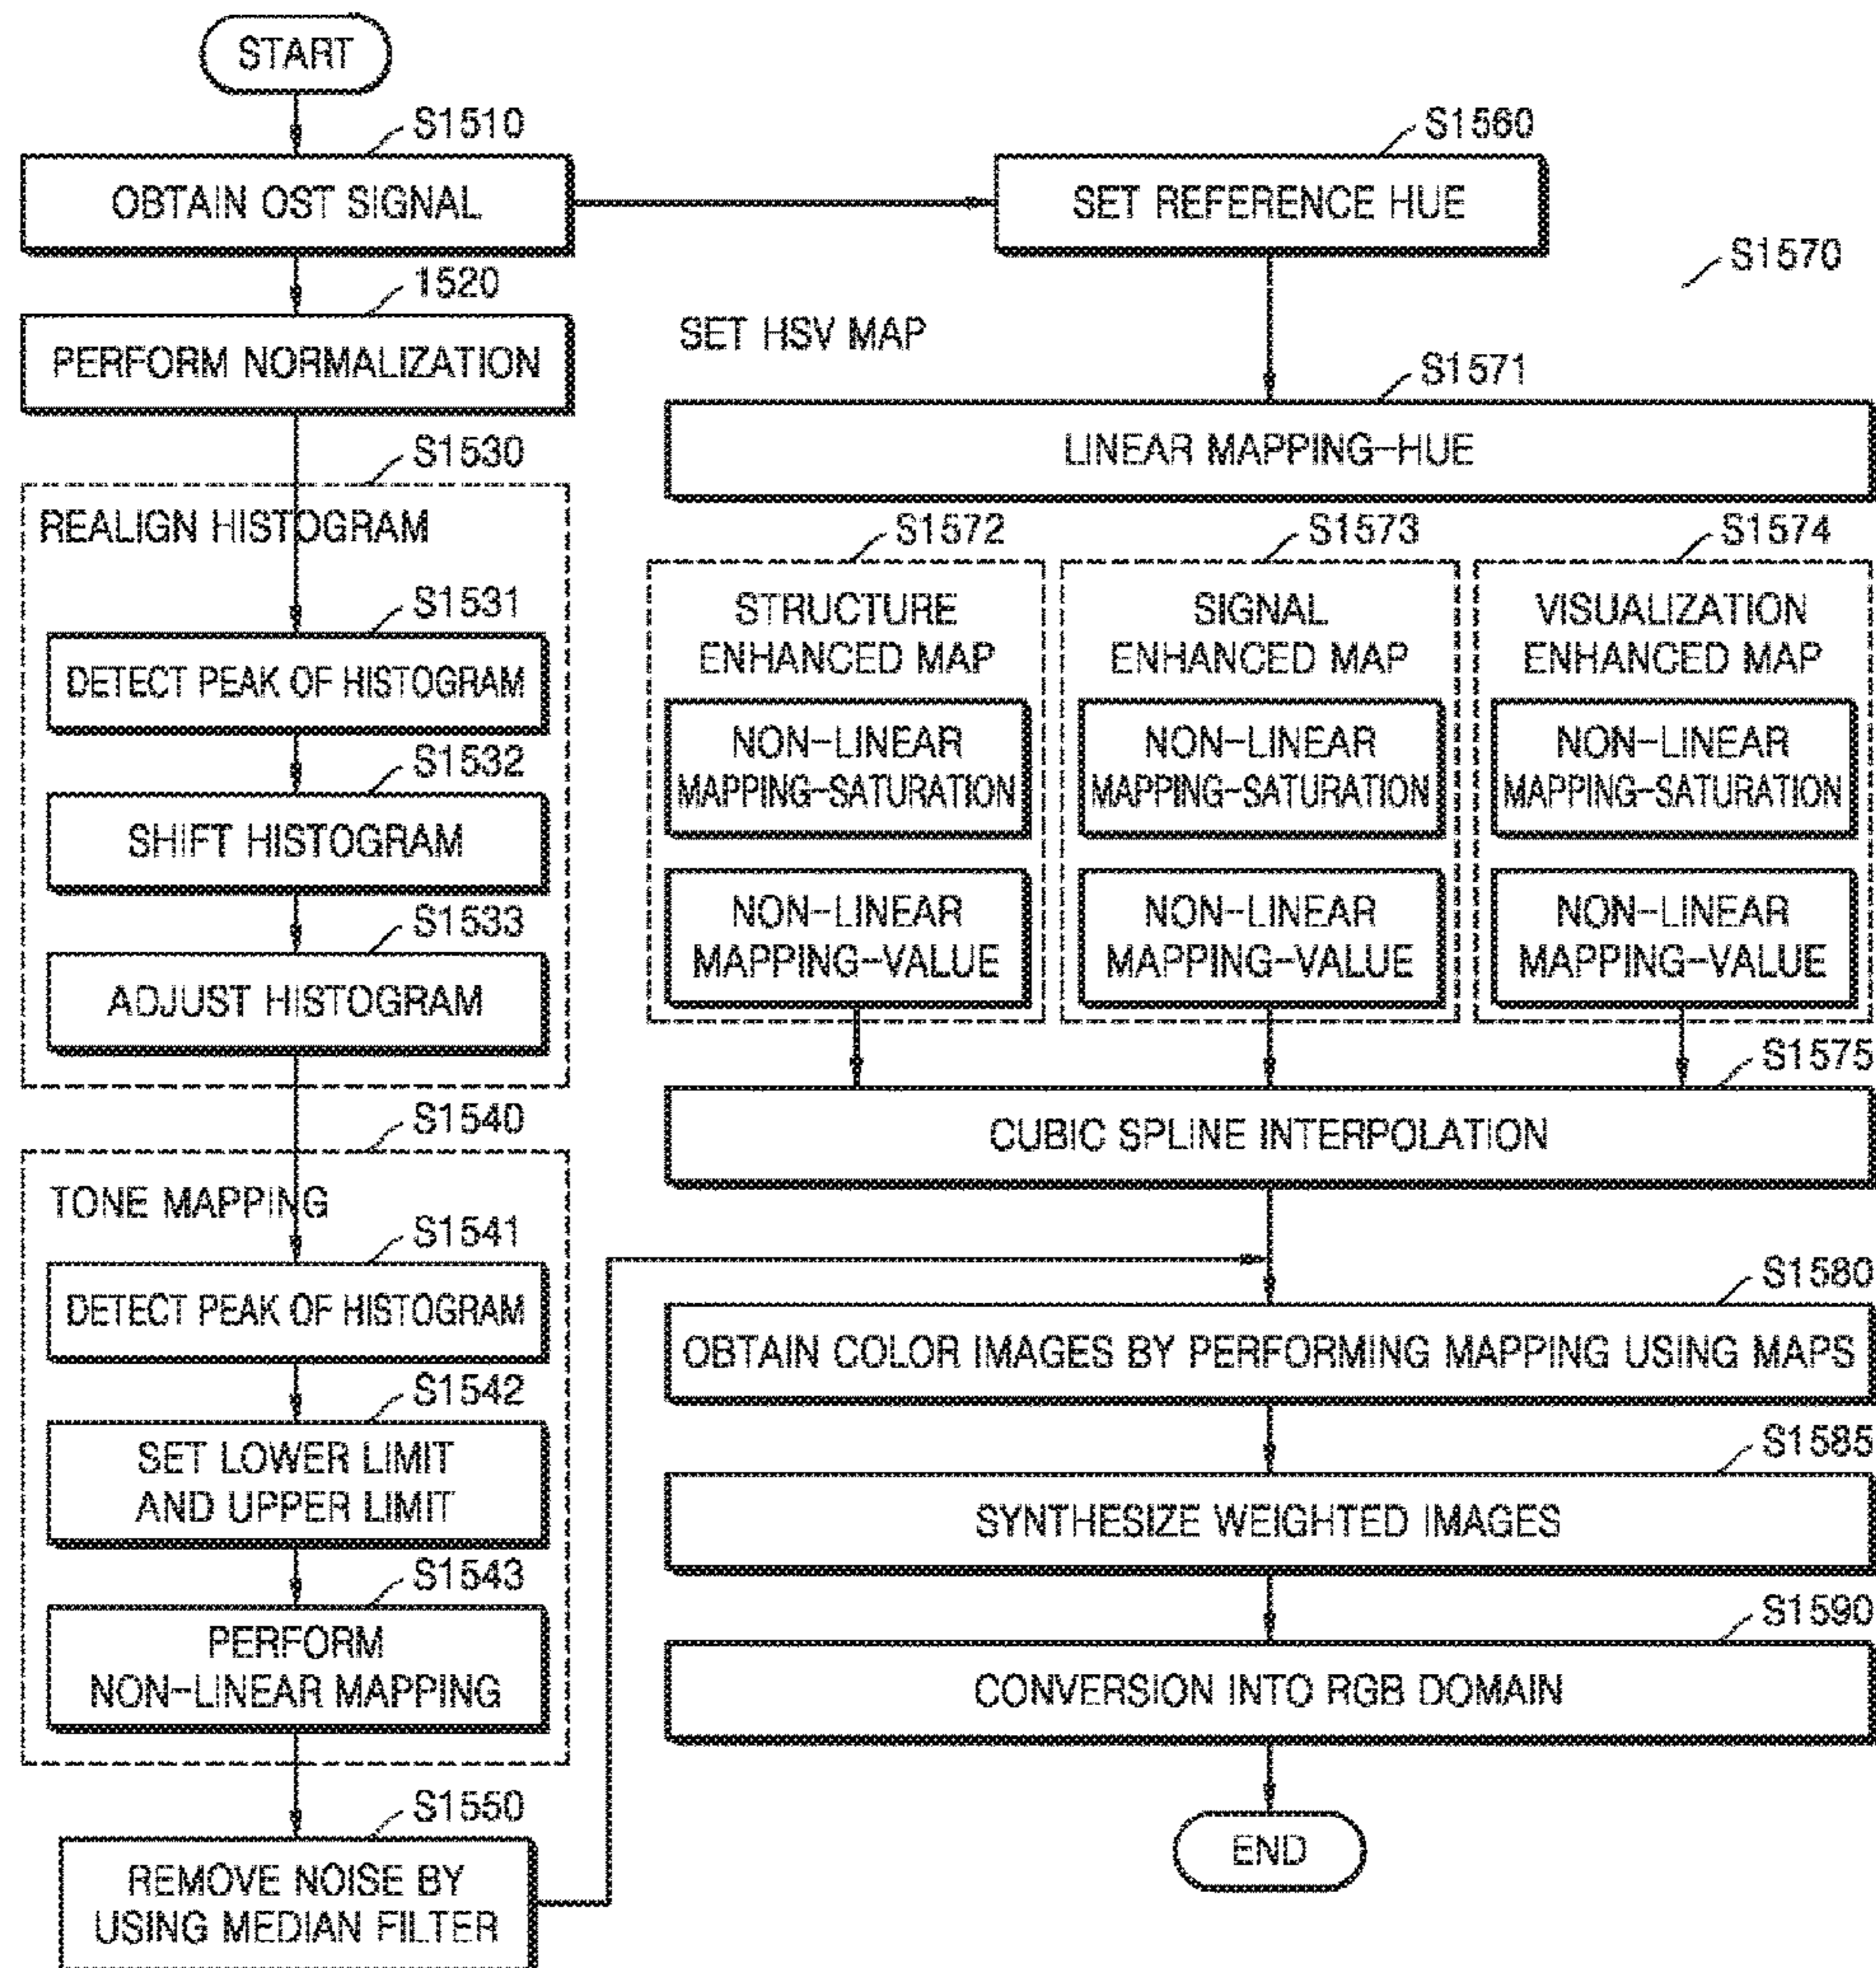 START
S1510
OBTAIN OST SIGNAL
1520
PERFORM NORMALIZATION
S1530
REALIGN HISTOGRAM
S1531
DETECT PEAK OF HISTOGRAM
S1532
SHIFT HISTOGRAM
S1533
ADJUST HISTOGRAM
S1540
TONE MAPPING
S1541
DETECT PEAK OF HISTOGRAM
S1542
SET LOWER LIMIT
AND UPPER LIMIT
S1543
PERFORM
NON-LINEAR MAPPING
S1550
REMOVE NOISE BY
USING MEDIAN FILTER
S1560
SET REFERENCE HUE
S1570
SET HSV MAP
S1571
LINEAR MAPPING-HUE
S1572
STRUCTURE
ENHANCED MAP
NON-LINEAR
MAPPING-SATURATION
NON-LINEAR
MAPPING-VALUE
S1573
SIGNAL
ENHANCED MAP
NON-LINEAR
MAPPING-SATURATION
NON-LINEAR
MAPPING-VALUE
S1574
VISUALIZATION
ENHANCED MAP
NON-LINEAR
MAPPING-SATURATION
NON-LINEAR
MAPPING-VALUE
S1575
CUBIC SPLINE INTERPOLATION
S1580
OBTAIN COLOR IMAGES BY PERFORMING MAPPING USING MAPS
S1585
SYNTHESIZE WEIGHTED IMAGES
S1590
CONVERSION INTO RGB DOMAIN
END